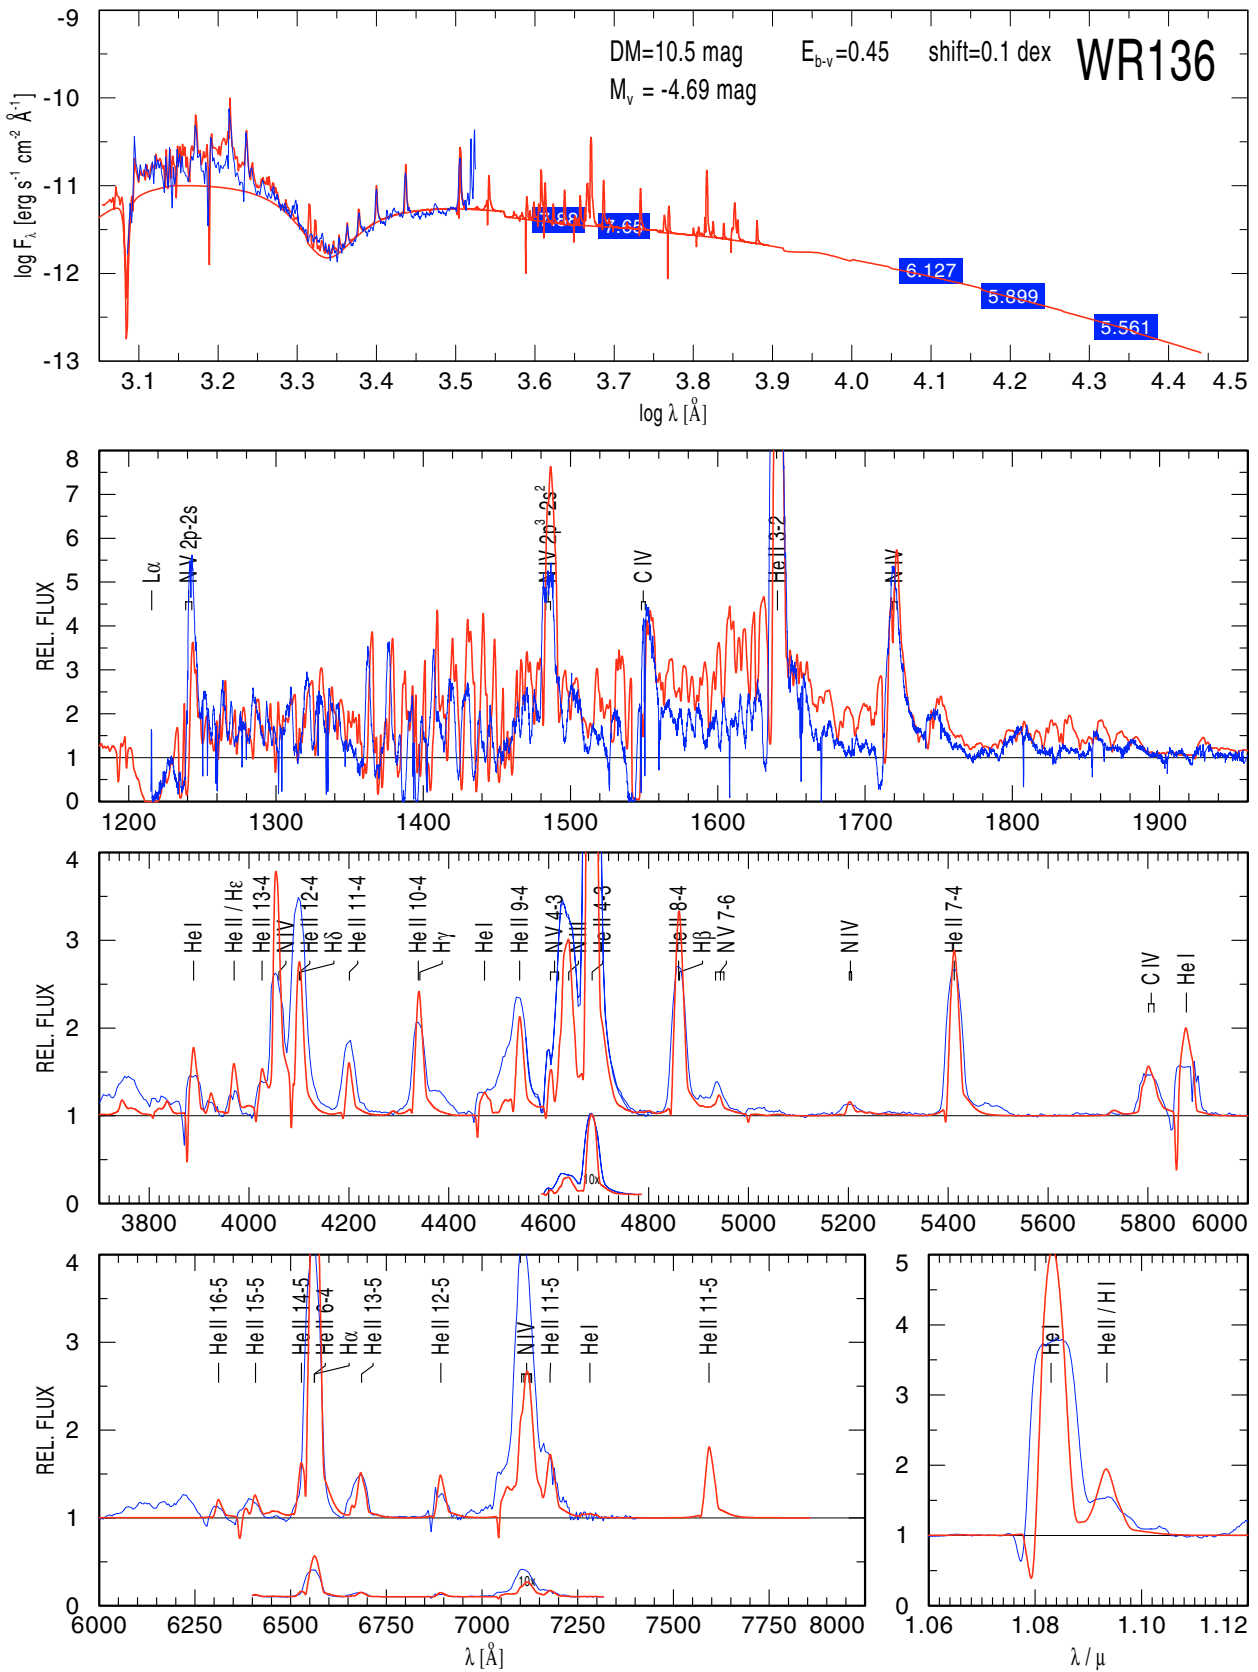 DM=10.5 mag E_b-v=0.45 shift=0.1 dex WR136
M_v = -4.69 mag
log F_λ [erg s⁻¹ cm⁻² Å⁻¹]
-9
-10
-11
-12
-13
7.65
6.127
5.899
5.561
3.1 3.2 3.3 3.4 3.5 3.6 3.7 3.8 3.9 4.0 4.1 4.2 4.3 4.4 4.5
log λ [Å]
REL. FLUX
8
7
6
5
4
3
2
1
0
Lα
N V 2p-2s
N IV 2p³-2s²
C IV
He II 3-2
N IV
1200 1300 1400 1500 1600 1700 1800 1900
REL. FLUX
4
3
2
1
0
He I
He II / Hε
He II 13-4
N IV
He II 12-4
Hδ
He II 11-4
He II 10-4
Hγ
He I
He II 9-4
N V 4-3
N III
He II 4-3
He II 8-4
Hβ
N V 7-6
N IV
He II 7-4
C IV
He I
10x
3800 4000 4200 4400 4600 4800 5000 5200 5400 5600 5800 6000
REL. FLUX
4
3
2
1
0
He II 16-5
He II 15-5
He II 14-5
He II 6-4
Hα
He II 13-5
He II 12-5
N IV
He II 11-5
He I
He II 11-5
10x
6000 6250 6500 6750 7000 7250 7500 7750 8000
λ [Å]
5
4
3
2
1
0
He I
He II / H I
1.06 1.08 1.10 1.12
λ / μ